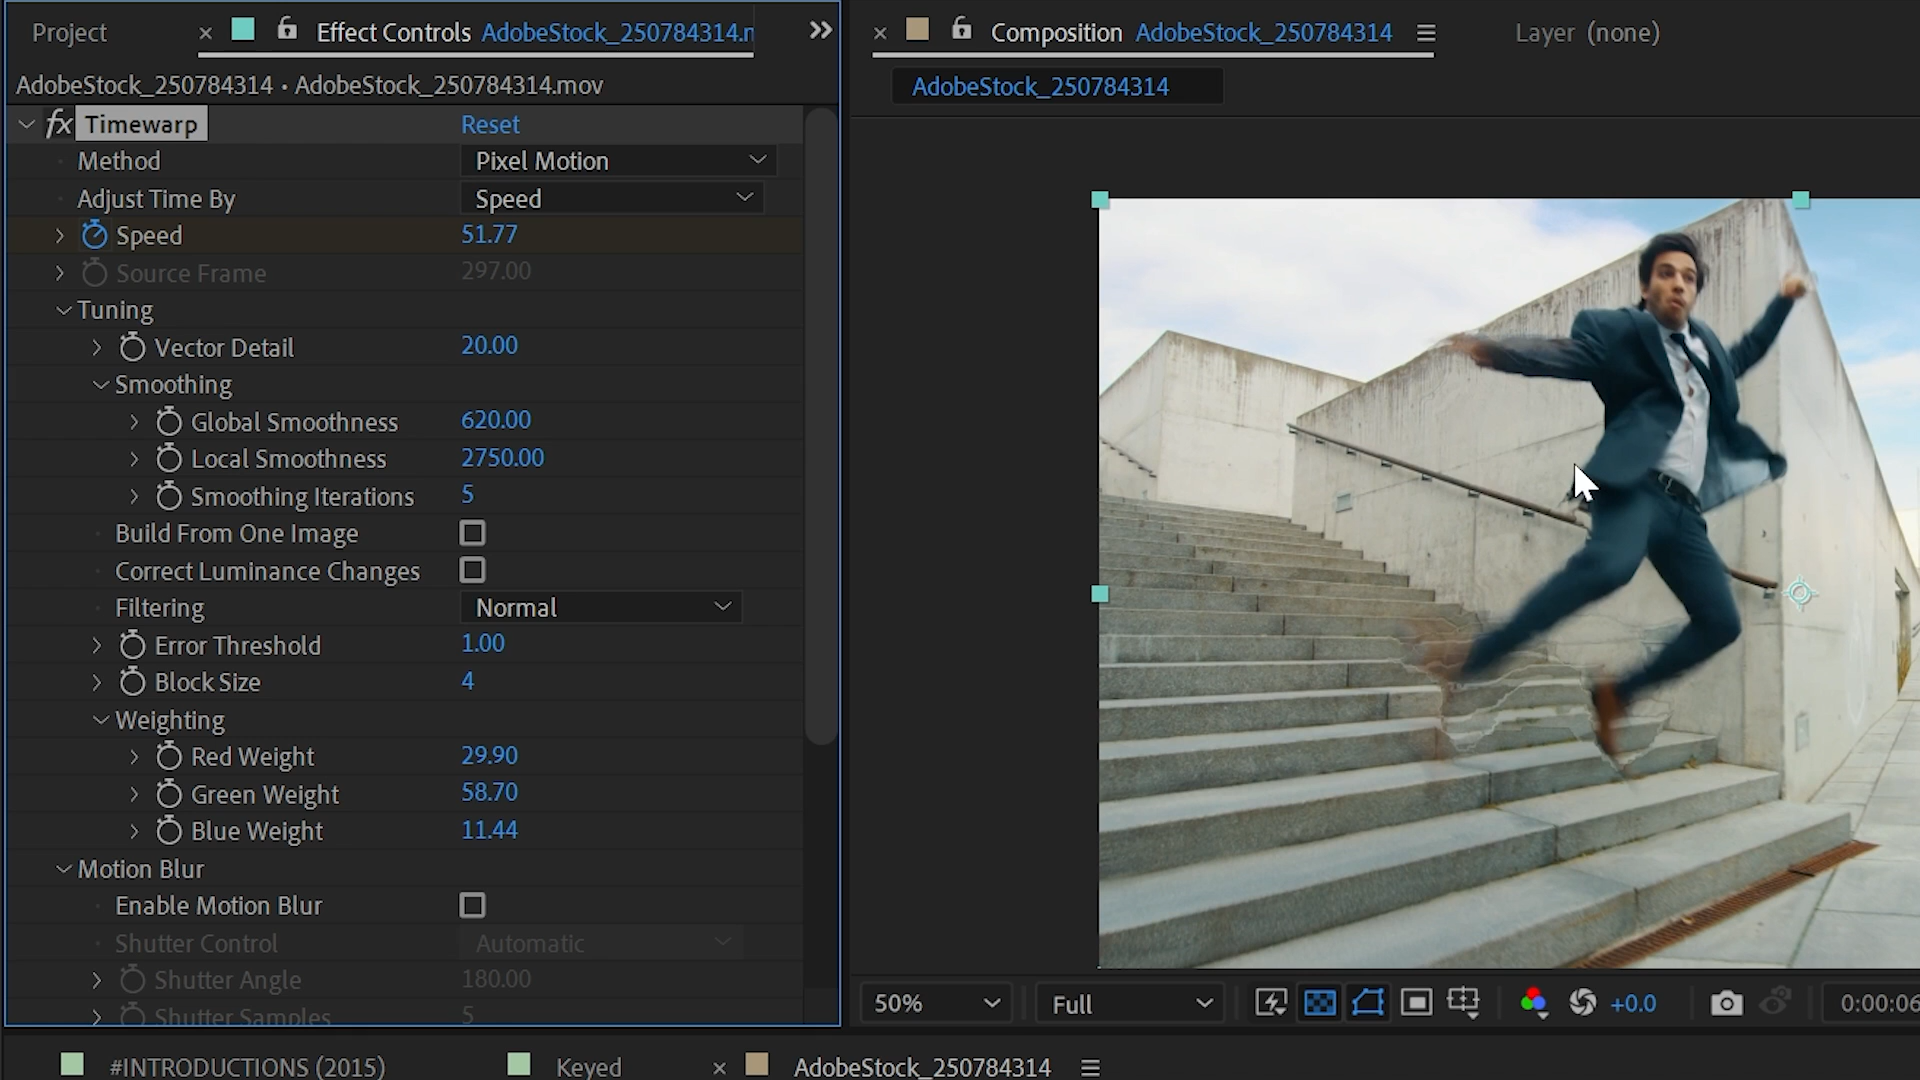 Project
Effect Controls AdobeStock_250784314.n
AdobeStock_250784314 • AdobeStock_250784314.mov
fx Timewarp Reset
Method Pixel Motion
Adjust Time By Speed
Speed 51.77
Source Frame 297.00
Tuning
Vector Detail 20.00
Smoothing
Global Smoothness 620.00
Local Smoothness 2750.00
Smoothing Iterations 5
Build From One Image
Correct Luminance Changes
Filtering Normal
Error Threshold 1.00
Block Size 4
Weighting
Red Weight 29.90
Green Weight 58.70
Blue Weight 11.44
Motion Blur
Enable Motion Blur
Shutter Control Automatic
Shutter Angle 180.00
Shutter Samples 5
Composition AdobeStock_250784314
Layer (none)
AdobeStock_250784314
50% Full +0.0 0:00:06
#INTRODUCTIONS (2015) Keyed AdobeStock_250784314